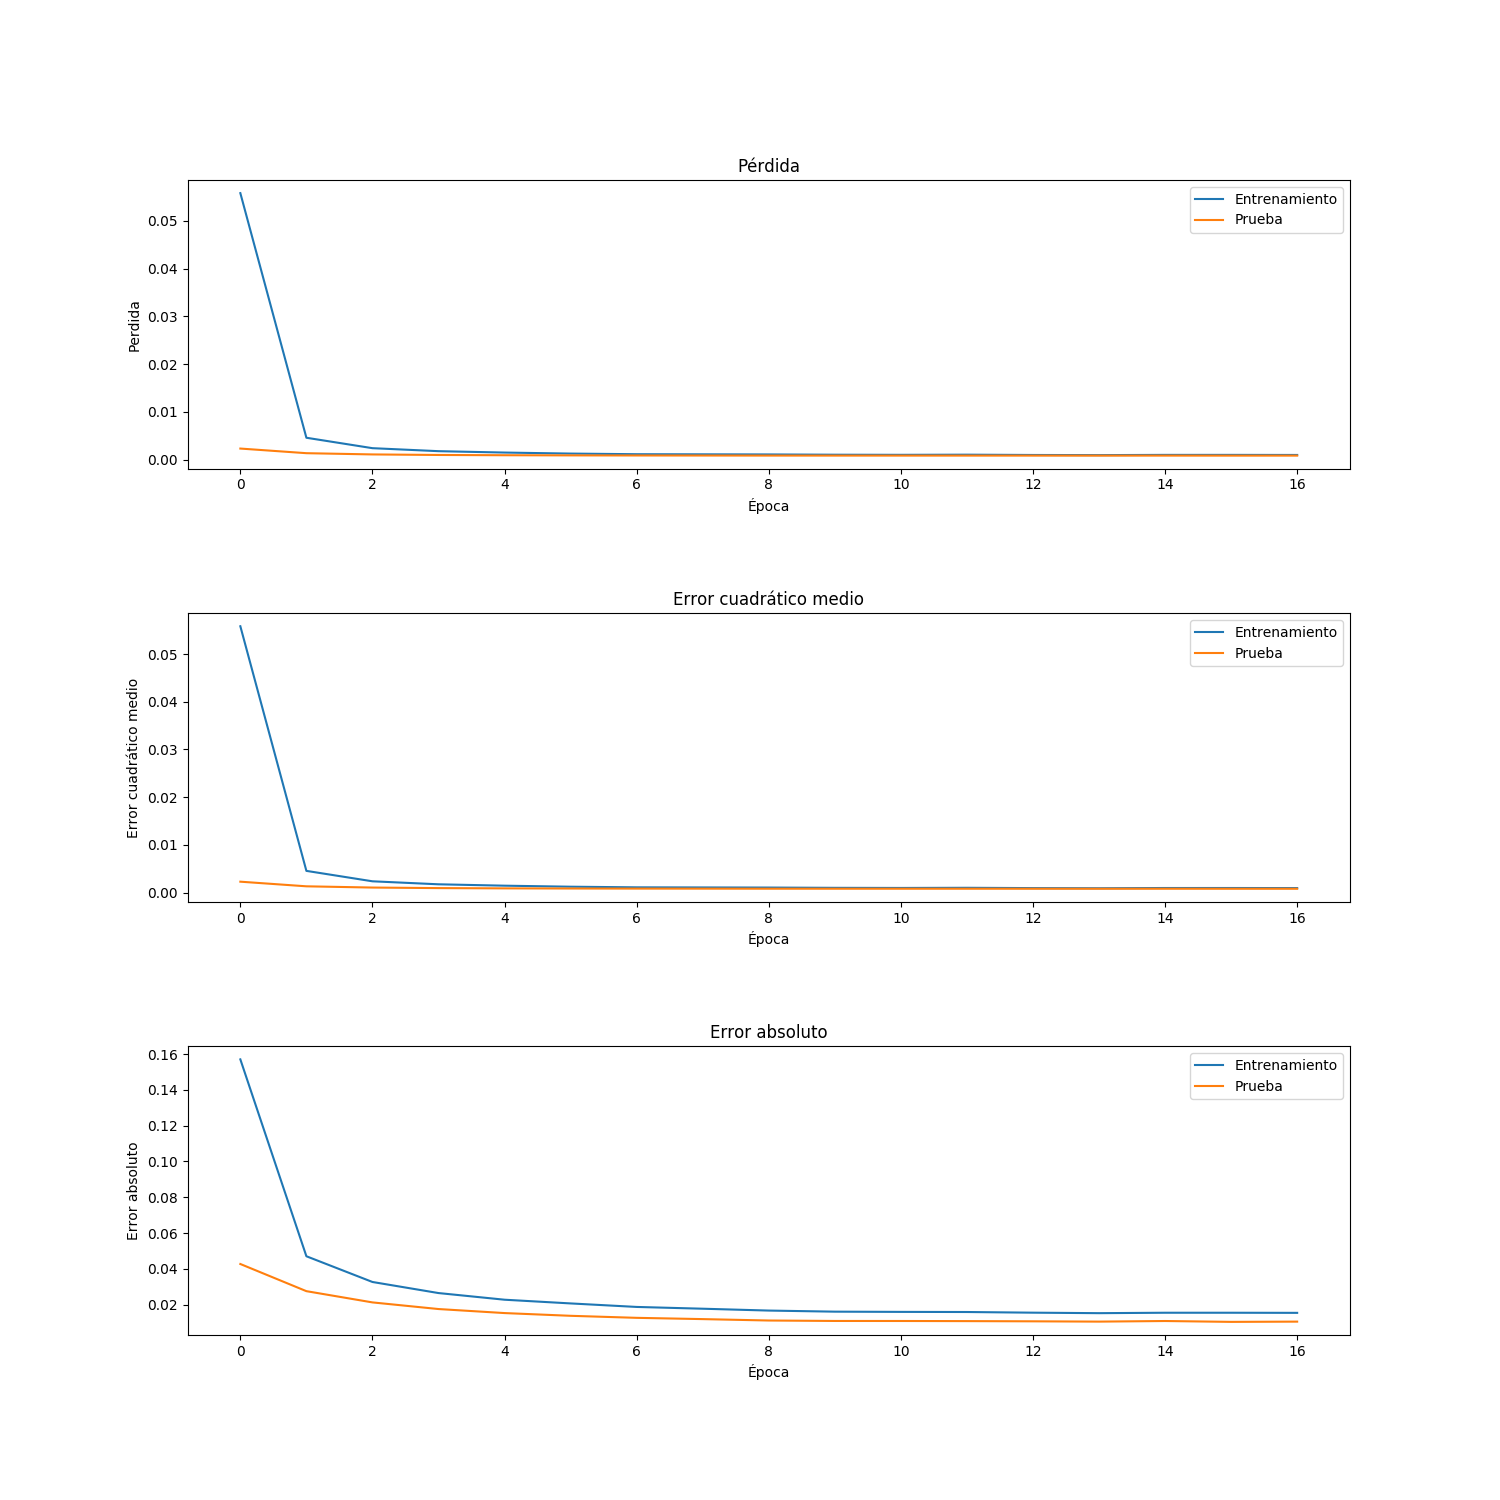 Pérdida
Entrenamiento
Prueba
0.05
0.04
0.03
0.02
0.01
0.00
Perdida
0 2 4 6 8 10 12 14 16
Época
Error cuadrático medio
Entrenamiento
Prueba
0.05
0.04
0.03
0.02
0.01
0.00
Error cuadrático medio
0 2 4 6 8 10 12 14 16
Época
Error absoluto
Entrenamiento
Prueba
0.16
0.14
0.12
0.10
0.08
0.06
0.04
0.02
Error absoluto
0 2 4 6 8 10 12 14 16
Época